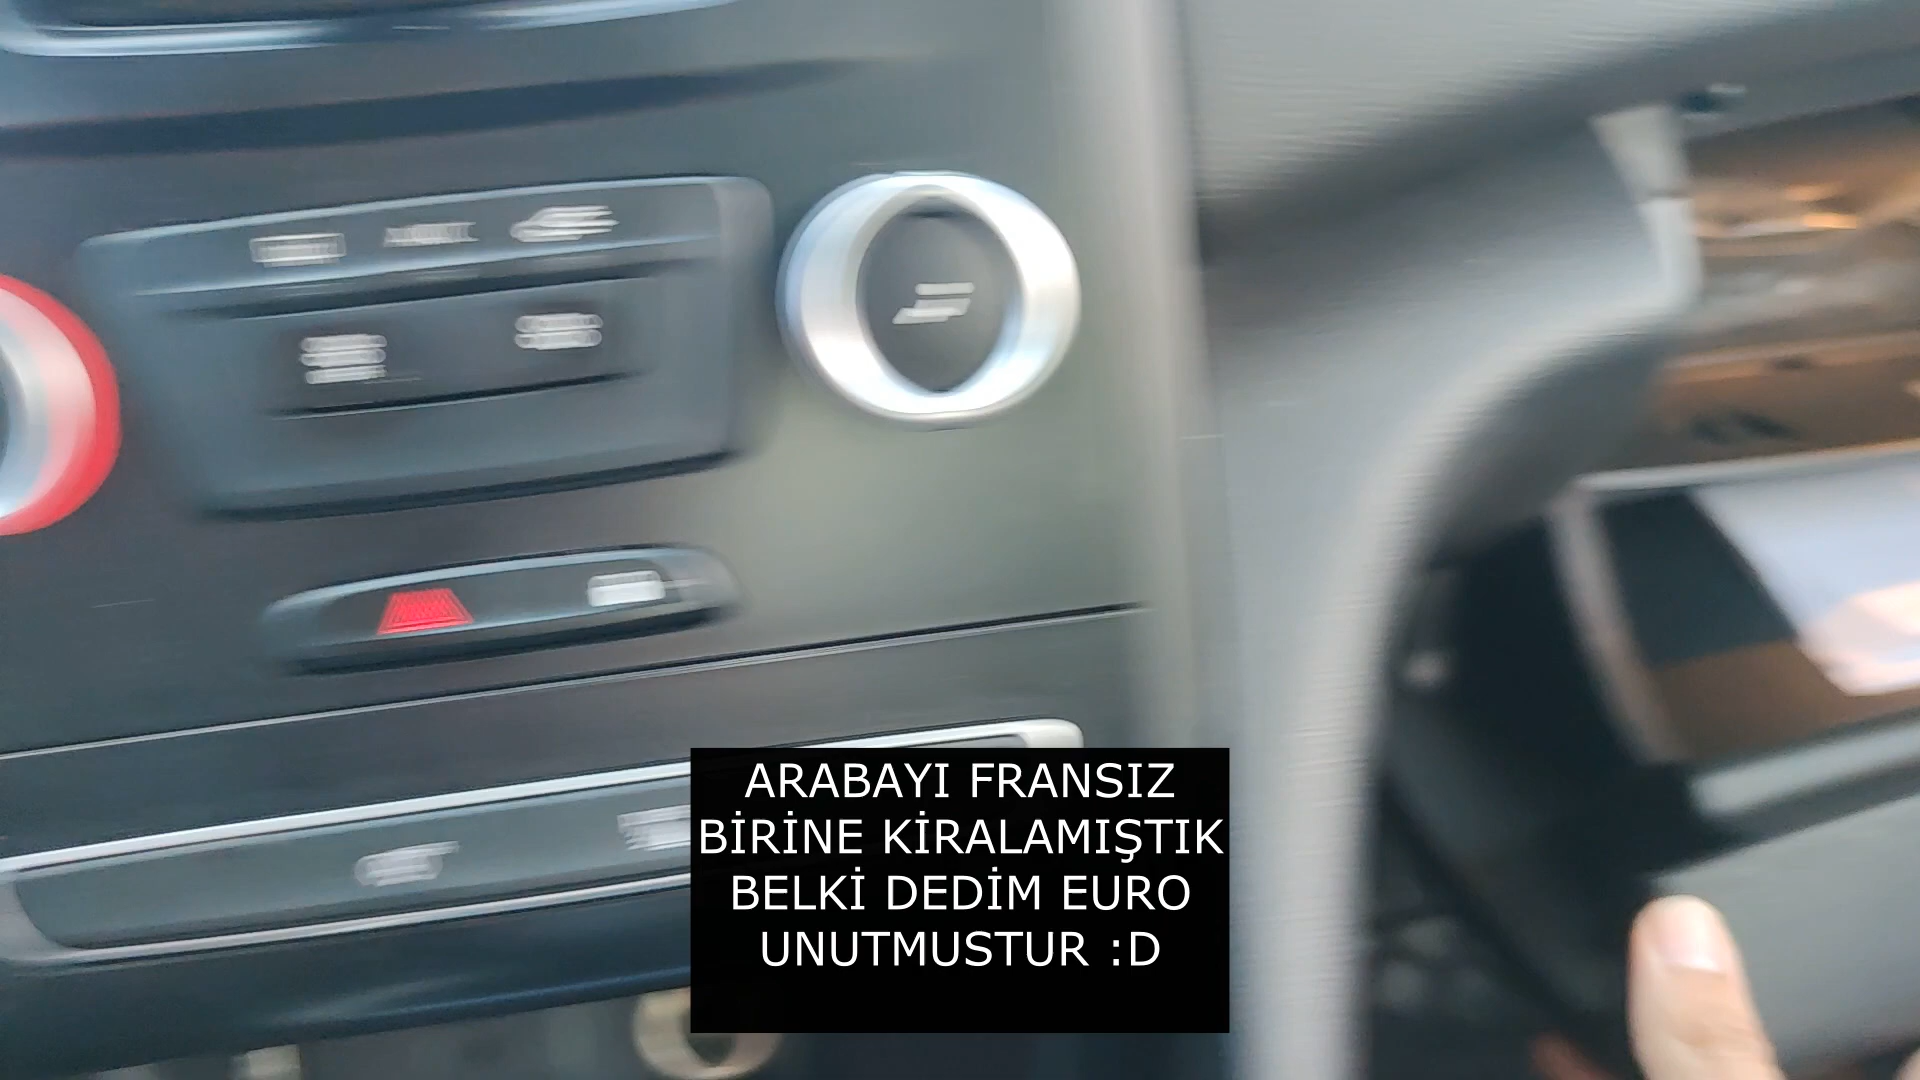 ARABAYI FRANSIZ
BİRİNE KİRALAMIŞTIK
BELKİ DEDİM EURO
UNUTMUSTUR :D